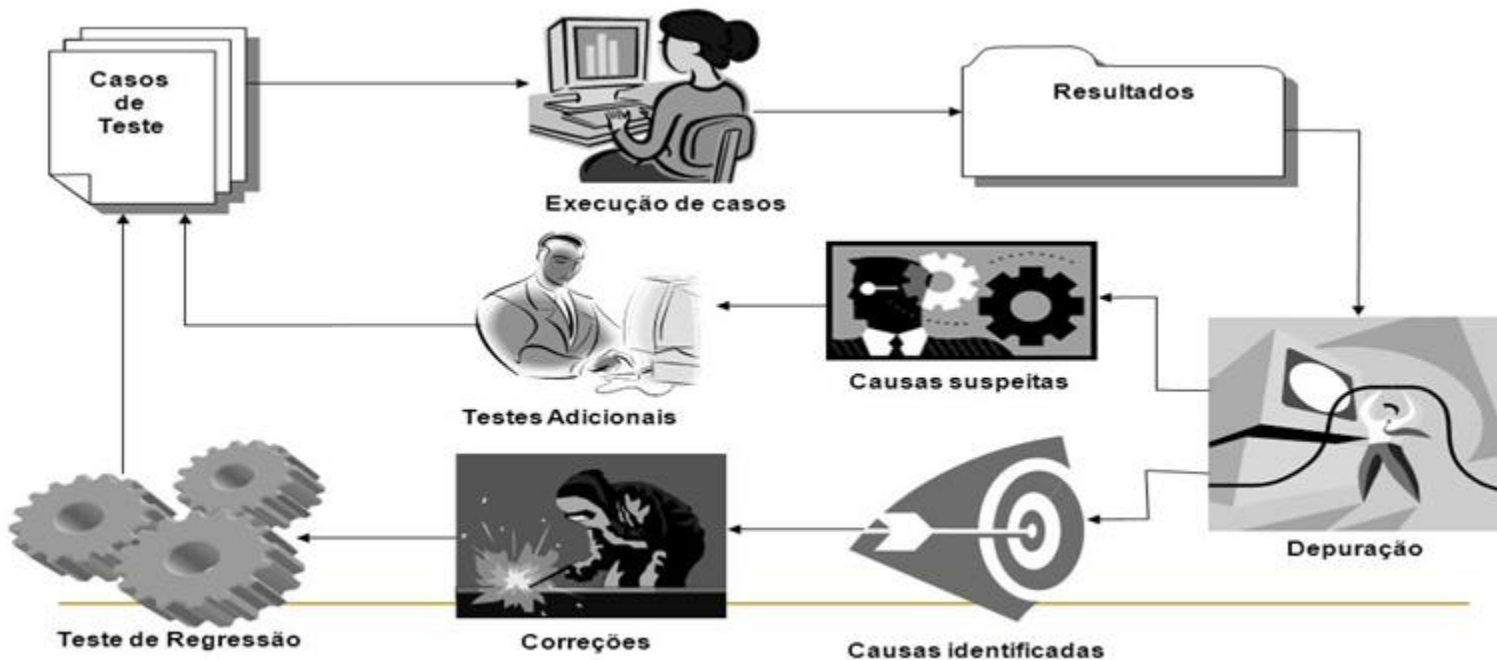 Casos
de
Teste
Resultados
Execução de casos
Causas suspeitas
Testes Adicionais
Depuração
Teste de Regressão
Correções
Causas identificadas